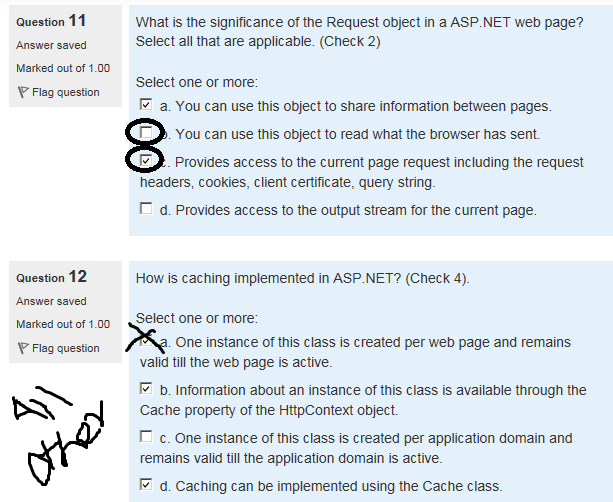 Question 11
Answer saved
Marked out of 1.00
Flag question
What is the significance of the Request object in a ASP.NET web page?
Select all that are applicable. (Check 2)
Select one or more:
a. You can use this object to share information between pages.
b. You can use this object to read what the browser has sent.
c. Provides access to the current page request including the request
headers, cookies, client certificate, query string.
d. Provides access to the output stream for the current page.
Question 12
Answer saved
Marked out of 1.00
Flag question
All
other
How is caching implemented in ASP.NET? (Check 4).
Select one or more:
a. One instance of this class is created per web page and remains
valid till the web page is active.
b. Information about an instance of this class is available through the
Cache property of the HttpContext object.
c. One instance of this class is created per application domain and
remains valid till the application domain is active.
d. Caching can be implemented using the Cache class.